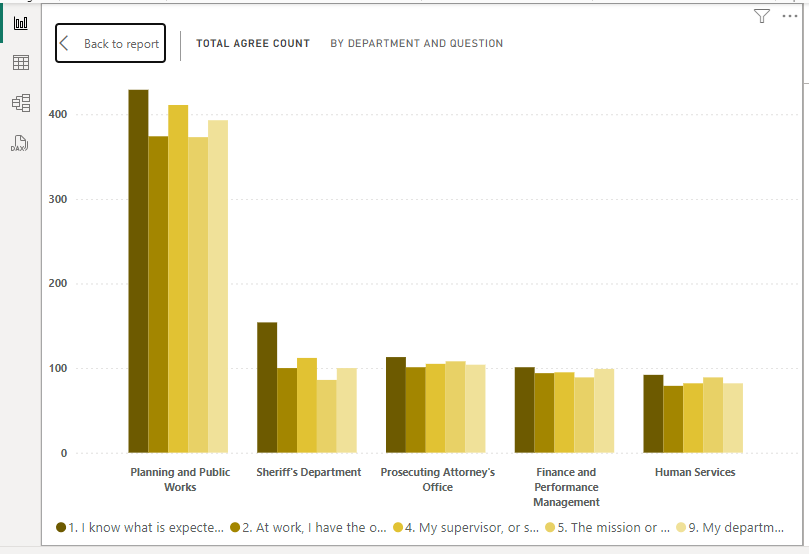 Back to report
TOTAL AGREE COUNT
BY DEPARTMENT AND QUESTION
400
300
200
100
0
Planning and Public
Works
Sheriff's Department
Prosecuting Attorney's
Office
Finance and
Performance
Management
Human Services
1. I know what is expecte...
2. At work, I have the o...
4. My supervisor, or s...
5. The mission or ...
9. My departm...
DAX